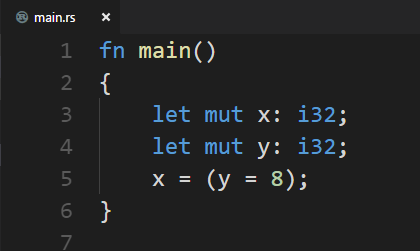 main.rs ×
1 fn main()
2 {
3     let mut x: i32;
4     let mut y: i32;
5     x = (y = 8);
6 }
7